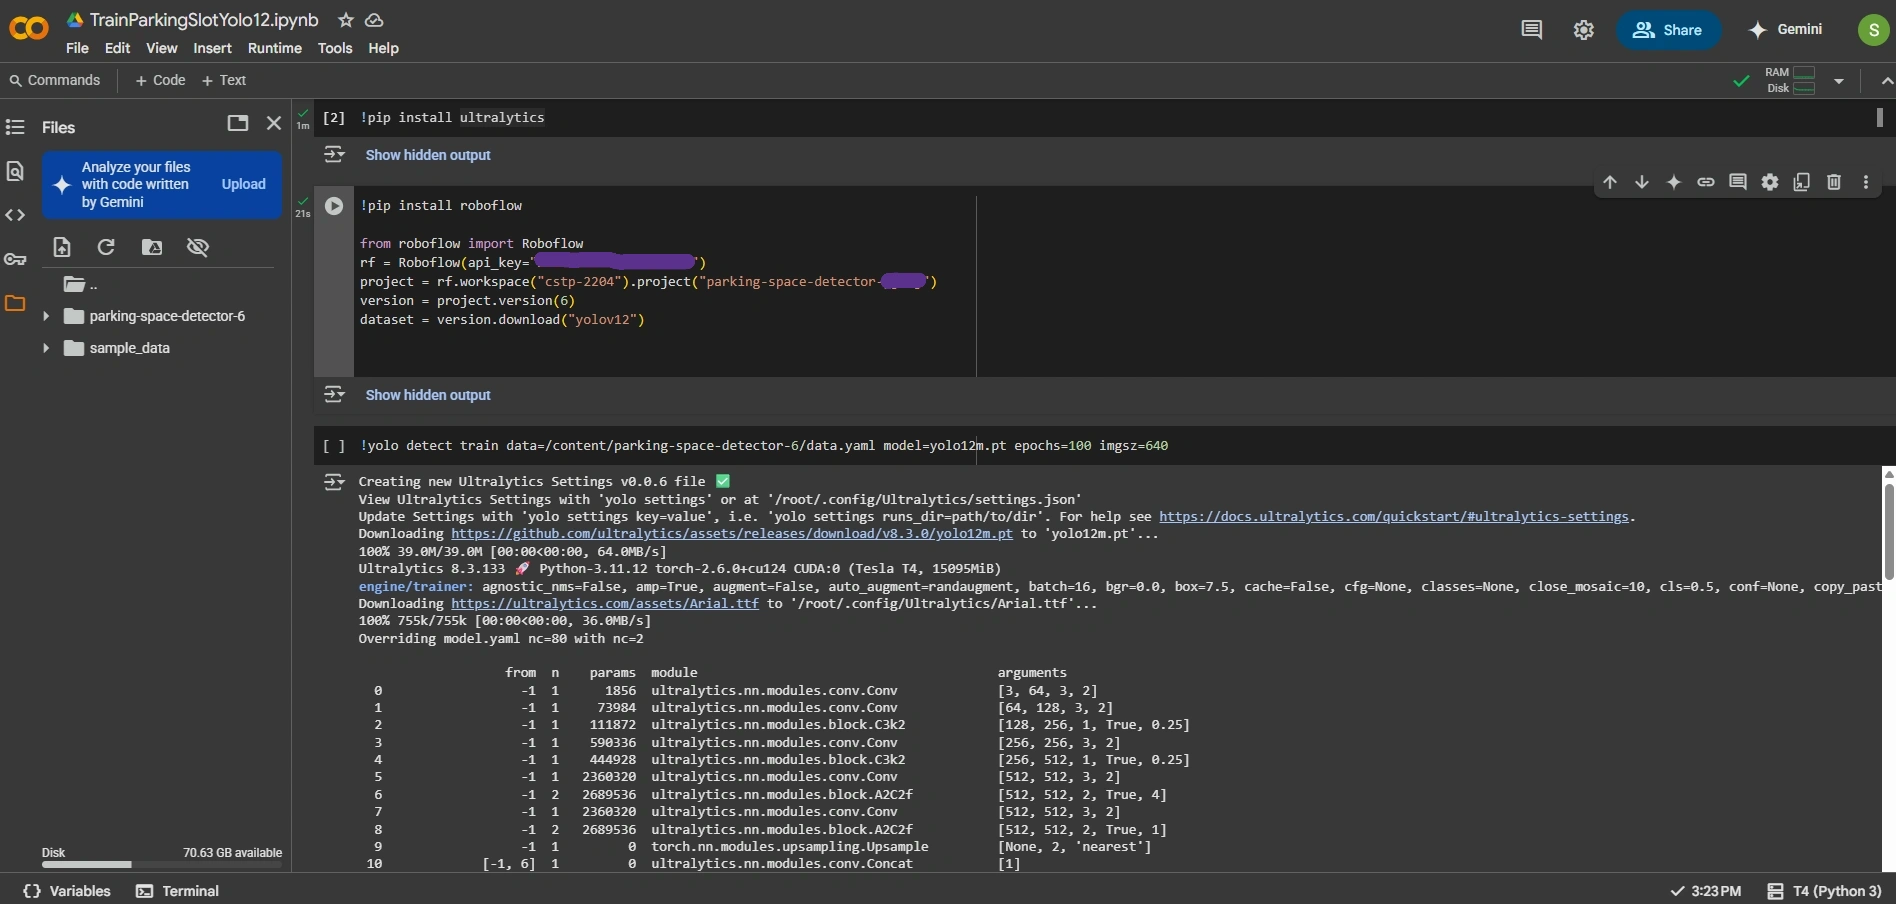 TrainParkingSlotYolo12.ipynb
File Edit View Insert Runtime Tools Help
Share
Gemini
S
Commands + Code + Text
RAM
Disk
Files
Analyze your files
with code written
by Gemini
Upload
..
parking-space-detector-6
sample_data
Disk 70.63 GB available
1m
[2] !pip install ultralytics
Show hidden output
21s
!pip install roboflow
from roboflow import Roboflow
rf = Roboflow(api_key="")
project = rf.workspace("cstp-2204").project("parking-space-detector-")
version = project.version(6)
dataset = version.download("yolov12")
Show hidden output
[ ] !yolo detect train data=/content/parking-space-detector-6/data.yaml model=yolo12m.pt epochs=100 imgsz=640
Creating new Ultralytics Settings v0.0.6 file ✅
View Ultralytics Settings with 'yolo settings' or at '/root/.config/Ultralytics/settings.json'
Update Settings with 'yolo settings key=value', i.e. 'yolo settings runs_dir=path/to/dir'. For help see https://docs.ultralytics.com/quickstart/#ultralytics-settings.
Downloading https://github.com/ultralytics/assets/releases/download/v8.3.0/yolo12m.pt to 'yolo12m.pt'...
100% 39.0M/39.0M [00:00<00:00, 64.0MB/s]
Ultralytics 8.3.133 🚀 Python-3.11.12 torch-2.6.0+cu124 CUDA:0 (Tesla T4, 15095MiB)
engine/trainer: agnostic_nms=False, amp=True, augment=False, auto_augment=randaugment, batch=16, bgr=0.0, box=7.5, cache=False, cfg=None, classes=None, close_mosaic=10, cls=0.5, conf=None, copy_past
Downloading https://ultralytics.com/assets/Arial.ttf to '/root/.config/Ultralytics/Arial.ttf'...
100% 755k/755k [00:00<00:00, 36.0MB/s]
Overriding model.yaml nc=80 with nc=2
from n params module arguments
0 -1 1 1856 ultralytics.nn.modules.conv.Conv [3, 64, 3, 2]
1 -1 1 73984 ultralytics.nn.modules.conv.Conv [64, 128, 3, 2]
2 -1 1 111872 ultralytics.nn.modules.block.C3k2 [128, 256, 1, True, 0.25]
3 -1 1 590336 ultralytics.nn.modules.conv.Conv [256, 256, 3, 2]
4 -1 1 444928 ultralytics.nn.modules.block.C3k2 [256, 512, 1, True, 0.25]
5 -1 1 2360320 ultralytics.nn.modules.conv.Conv [512, 512, 3, 2]
6 -1 2 2689536 ultralytics.nn.modules.block.A2C2f [512, 512, 2, True, 4]
7 -1 1 2360320 ultralytics.nn.modules.conv.Conv [512, 512, 3, 2]
8 -1 2 2689536 ultralytics.nn.modules.block.A2C2f [512, 512, 2, True, 1]
9 -1 1 0 torch.nn.modules.upsampling.Upsample [None, 2, 'nearest']
10 [-1, 6] 1 0 ultralytics.nn.modules.conv.Concat [1]
Variables Terminal
3:23 PM T4 (Python 3)